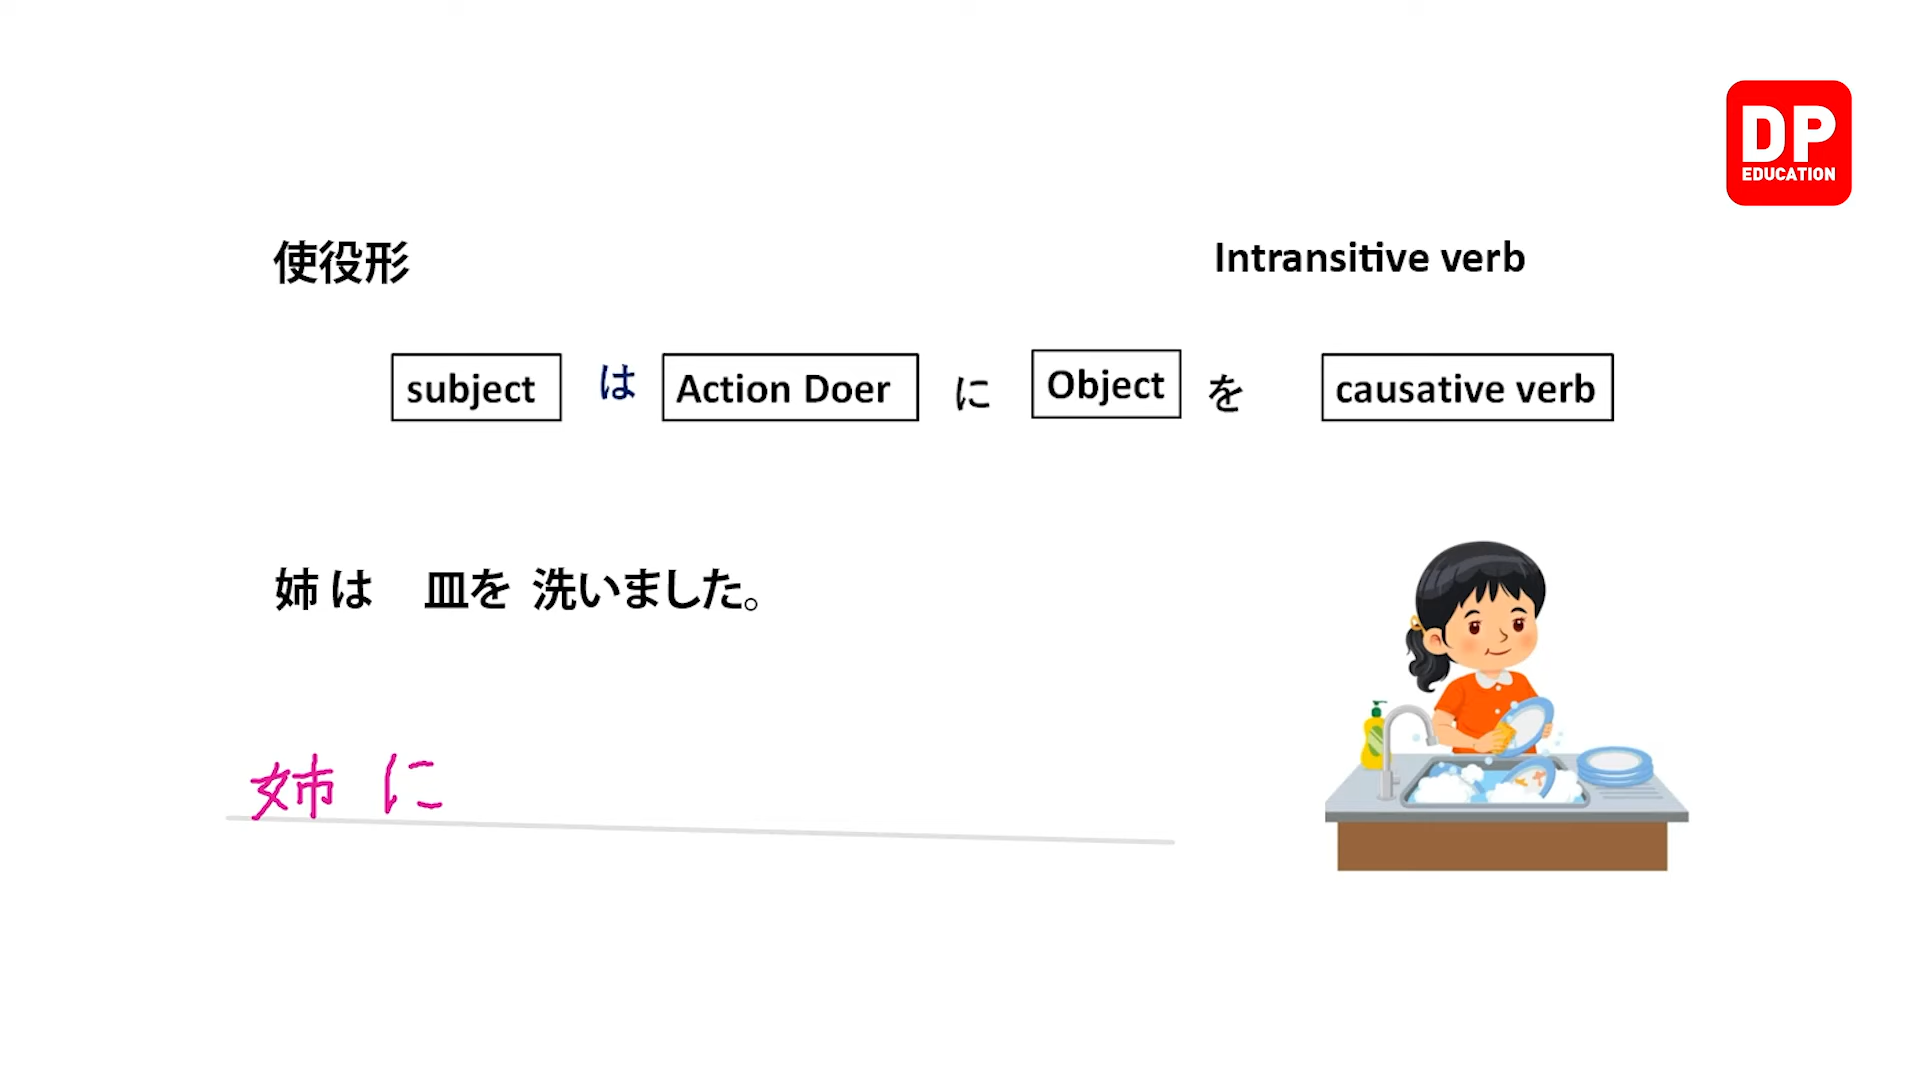 DP
EDUCATION
使役形 Intransitive verb
subject は Action Doer に Object を causative verb
姉 は 皿を 洗いました。
姉 に